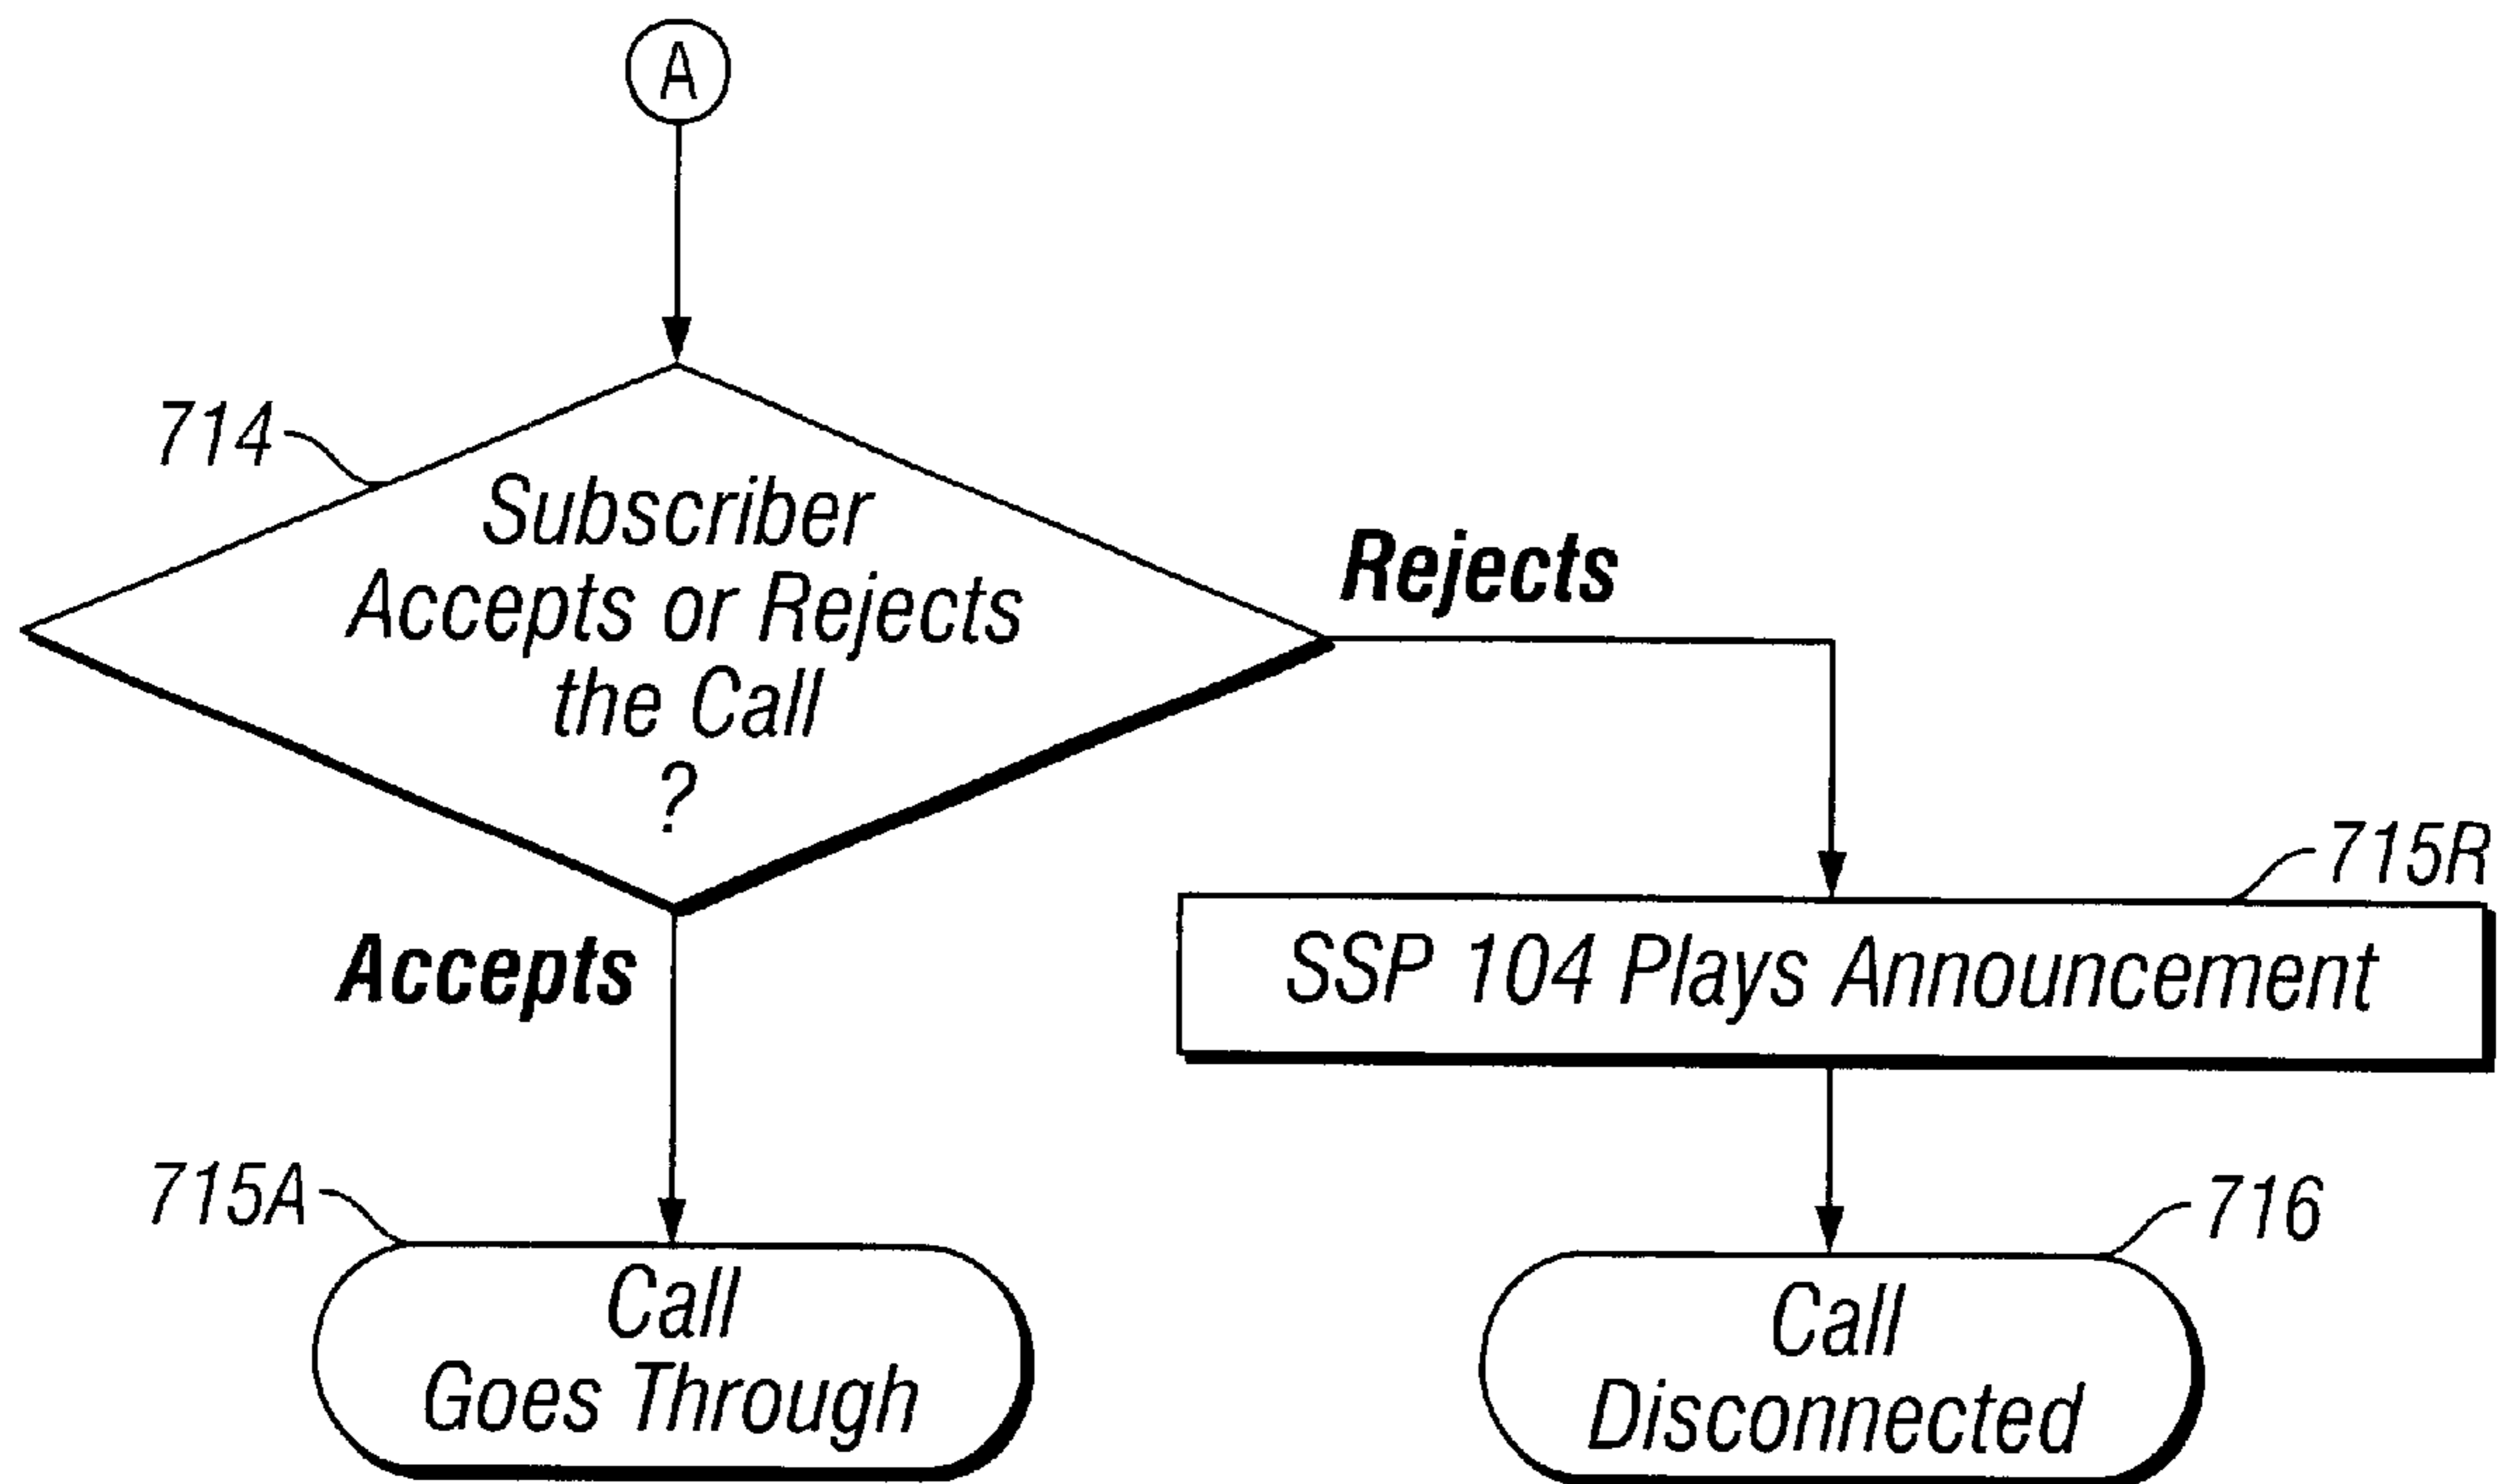 A
714
Subscriber
Accepts or Rejects
the Call
?
Rejects
715R
SSP 104 Plays Announcement
Accepts
715A
Call
Goes Through
716
Call
Disconnected